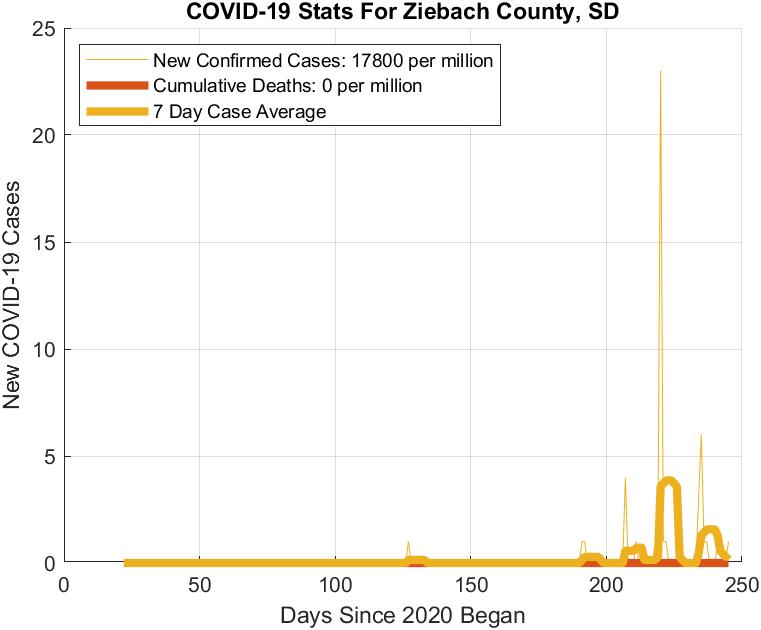 COVID-19 Stats For Ziebach County, SD
25
20
15
10
5
0
New COVID-19 Cases
New Confirmed Cases: 17800 per million
Cumulative Deaths: 0 per million
7 Day Case Average
0 50 100 150 200 250
Days Since 2020 Began